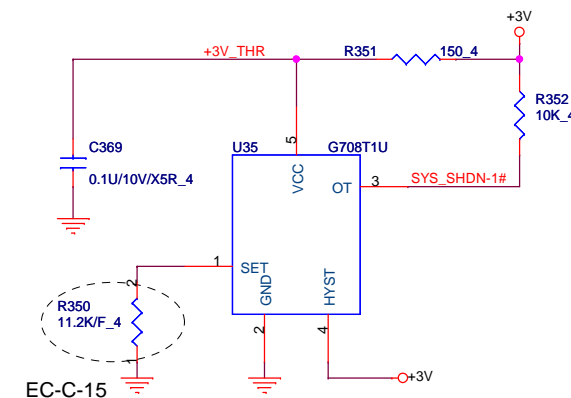 +3V
+3V_THR
R351
150_4
R352
10K_4
C369
0.1U/10V/X5R_4
U35
G708T1U
5
VCC
OT
3
SYS_SHDN-1#
1
SET
GND
HYST
2
4
2
R350
11.2K/F_4
1
+3V
EC-C-15